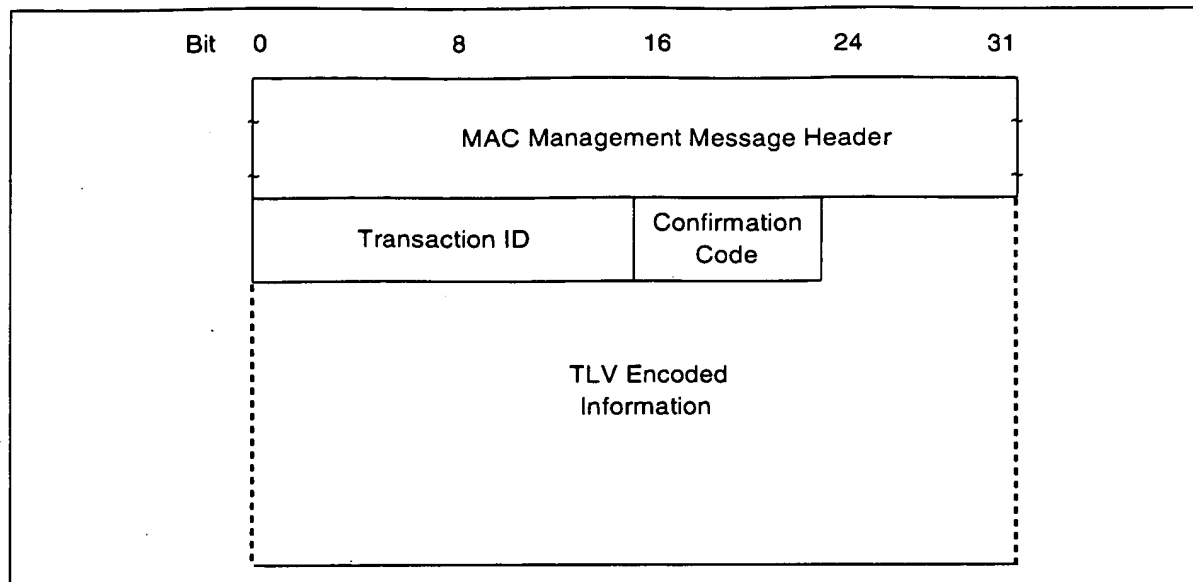 Bit 0 8 16 24 31
MAC Management Message Header
Transaction ID
Confirmation
Code
TLV Encoded
Information